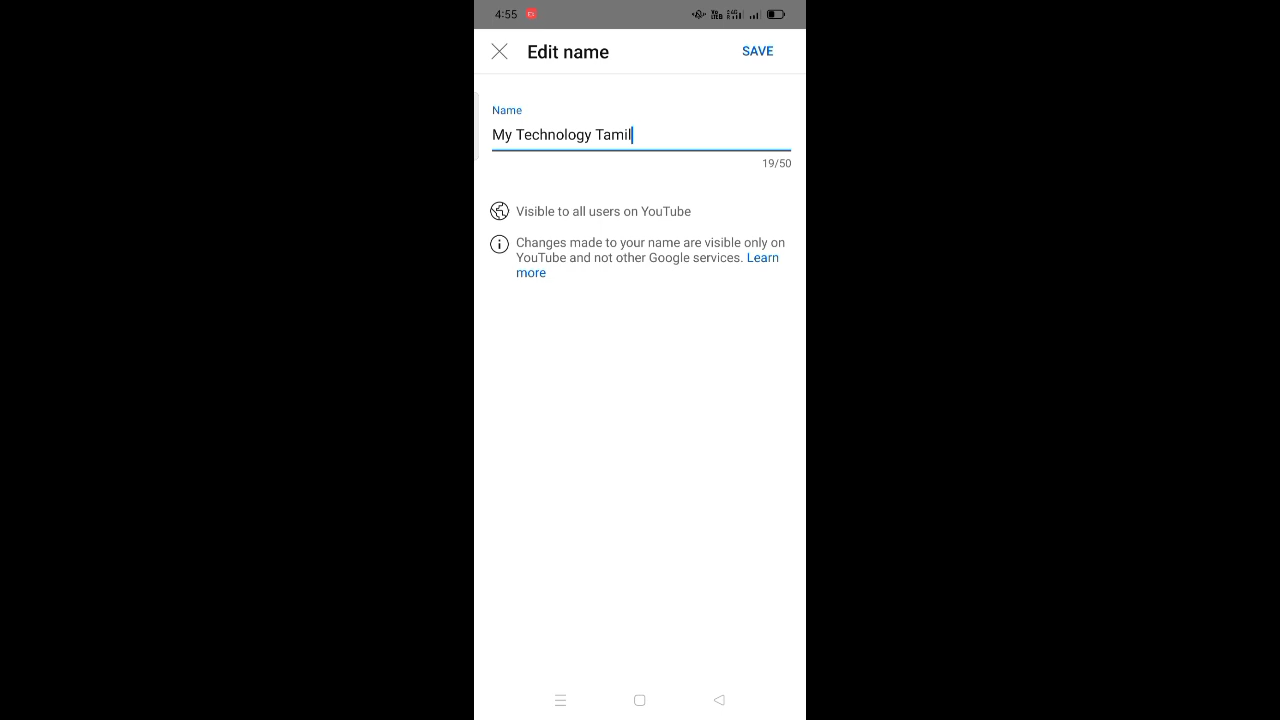 4:55
Edit name
SAVE
Name
My Technology Tamil
19/50
Visible to all users on YouTube
Changes made to your name are visible only on
YouTube and not other Google services. Learn
more